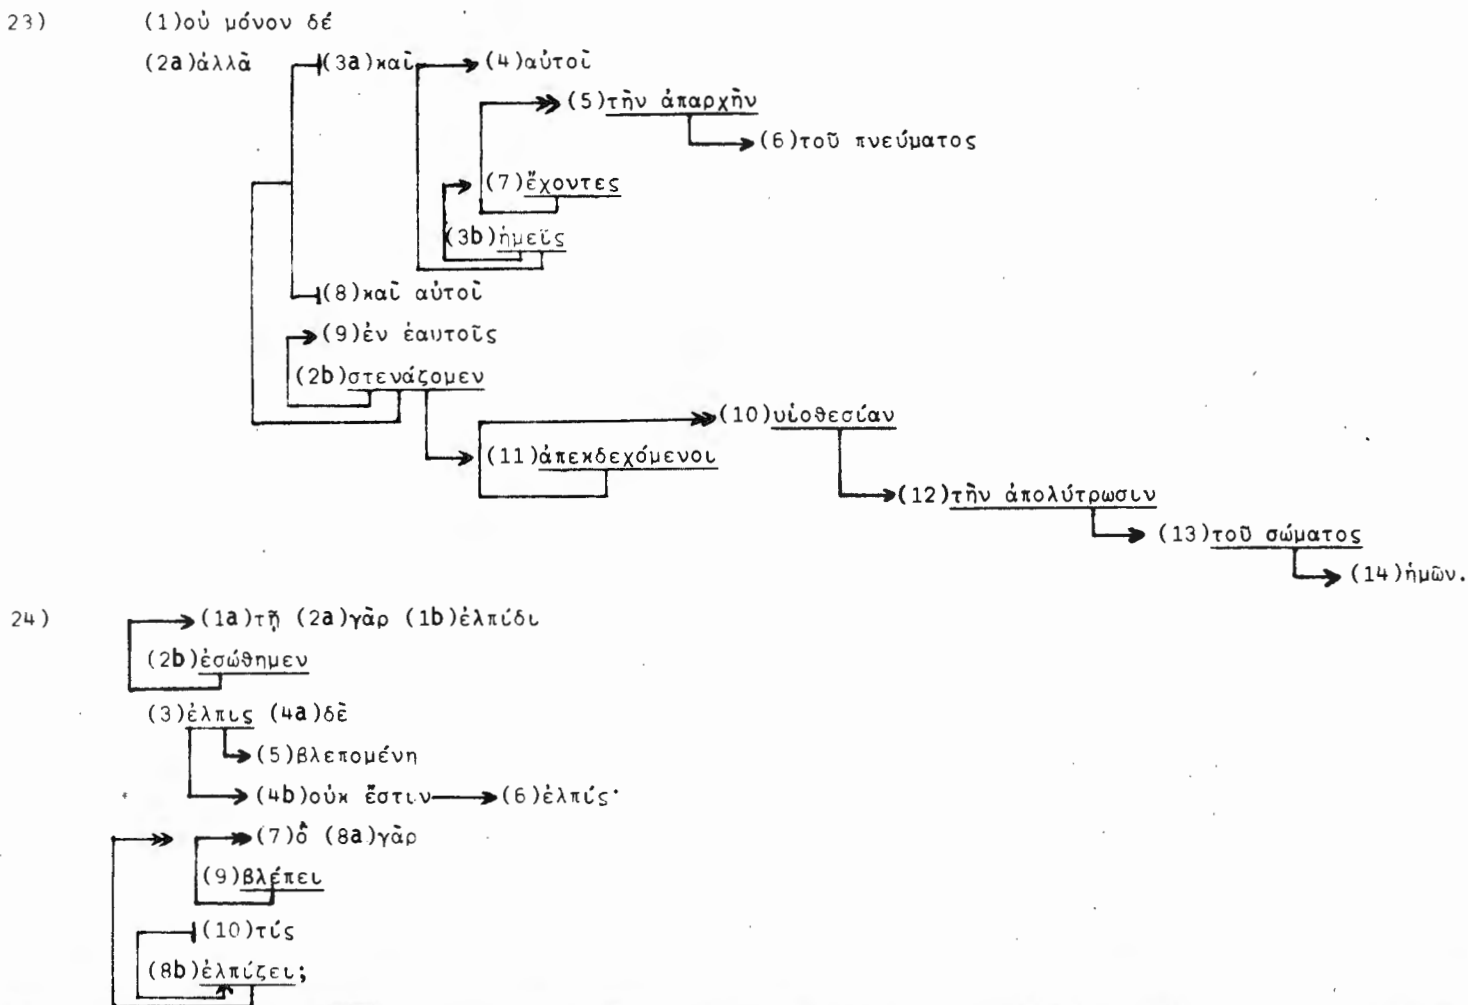 23) (1)οὐ μόνον δέ
(2a)ἀλλὰ (3a)καὶ (4)αὐτοὶ
(5)τὴν ἀπαρχὴν
(6)τοῦ πνεύματος
(7)ἔχοντες
(3b)ἡμεῖς
(8)καὶ αὐτοὶ
(9)ἐν ἑαυτοῖς
(2b)στενάζομεν
(10)υἱοθεσίαν
(11)ἀπεκδεχόμενοι
(12)τὴν ἀπολύτρωσιν
(13)τοῦ σώματος
(14)ἡμῶν.
24) (1a)τῇ (2a)γὰρ (1b)ἐλπίδι
(2b)ἐσώθημεν
(3)ἐλπις (4a)δὲ
(5)βλεπομένη
(4b)οὐκ ἔστιν (6)ἐλπίς·
(7)ὃ (8a)γὰρ
(9)βλέπει
(10)τίς
(8b)ἐλπίζει;